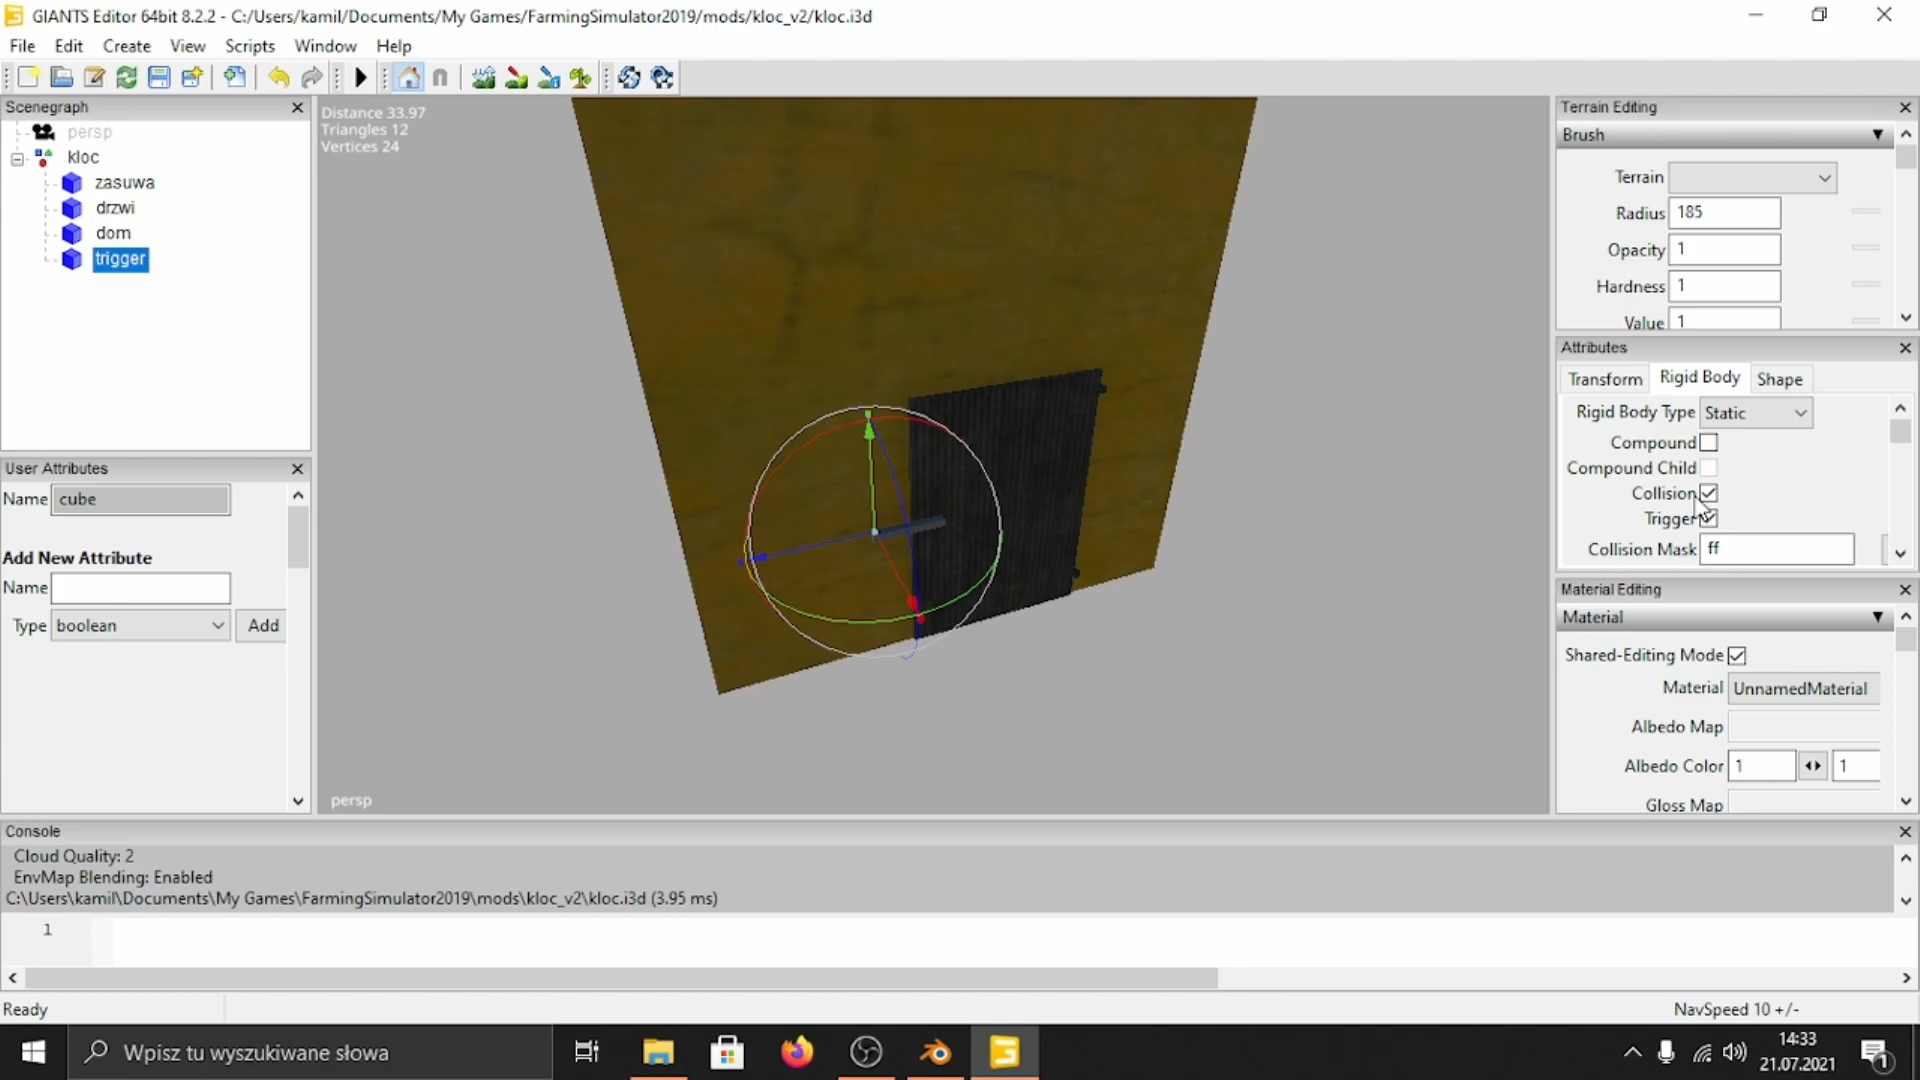 GIANTS Editor 64bit 8.2.2 - C:/Users/kamil/Documents/My Games/FarmingSimulator2019/mods/kloc_v2/kloc.i3d
File Edit Create View Scripts Window Help
Scenegraph
persp
kloc
zasuwa
drzwi
dom
trigger
User Attributes
Name cube
Add New Attribute
Name
Type boolean Add
Distance 33.97
Triangles 12
Vertices 24
persp
Terrain Editing
Brush
Terrain
Radius 185
Opacity 1
Hardness 1
Value 1
Attributes
Transform Rigid Body Shape
Rigid Body Type Static
Compound
Compound Child
Collision
Trigger
Collision Mask ff
Material Editing
Material
Shared-Editing Mode
Material UnnamedMaterial
Albedo Map
Albedo Color 1 1
Gloss Map
Console
Cloud Quality: 2
EnvMap Blending: Enabled
C:\Users\kamil\Documents\My Games\FarmingSimulator2019\mods\kloc_v2\kloc.i3d (3.95 ms)
1
Ready
NavSpeed 10 +/-
Wpisz tu wyszukiwane słowa
14:33
21.07.2021
1